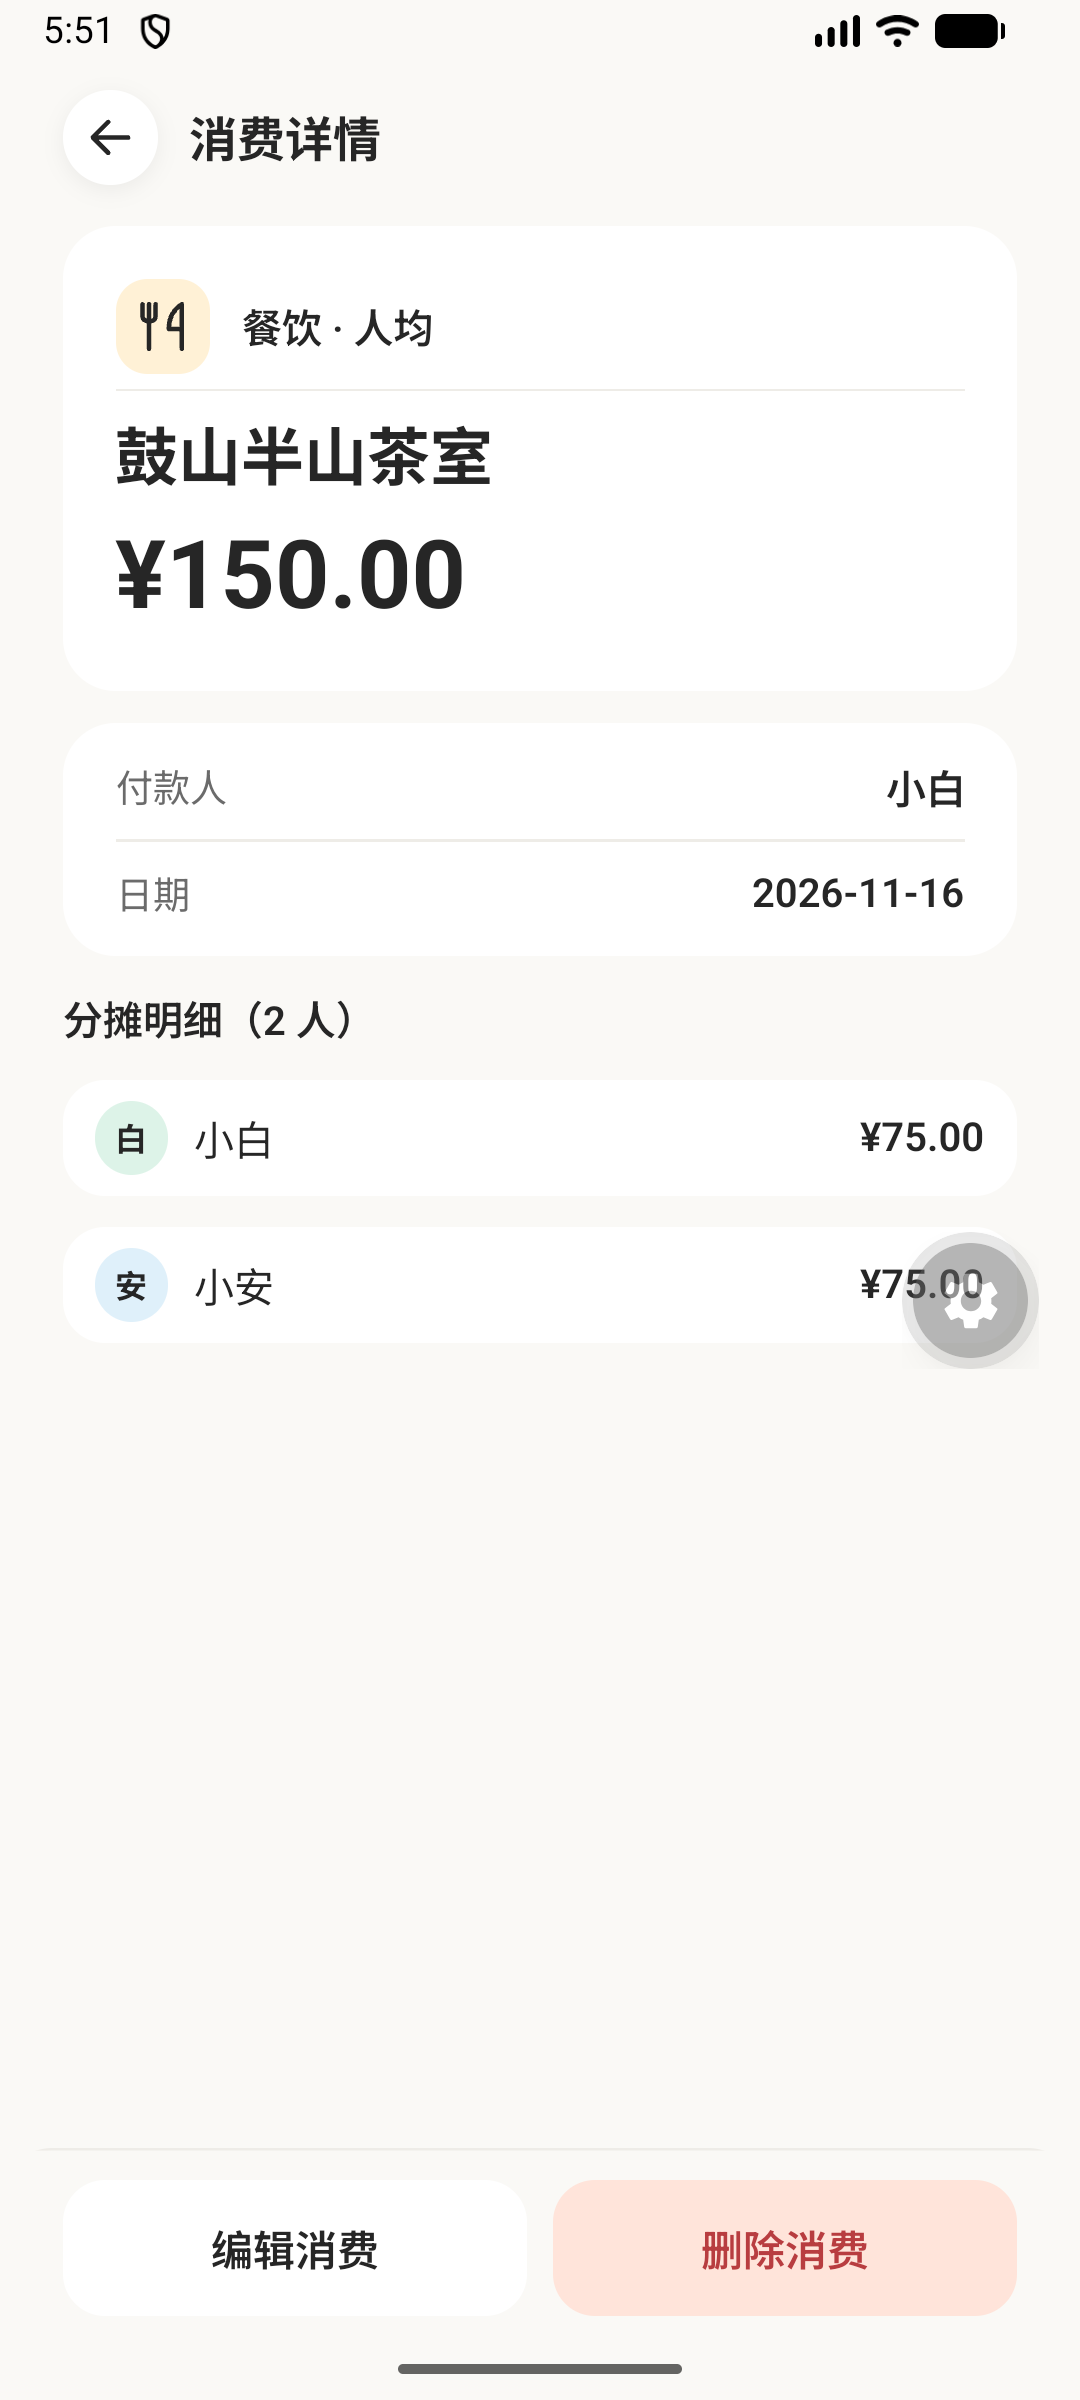 5:51
消费详情
餐饮 · 人均
鼓山半山茶室
¥150.00
付款人 小白
日期 2026-11-16
分摊明细（2 人）
白 小白 ¥75.00
安 小安 ¥75.00
编辑消费 删除消费